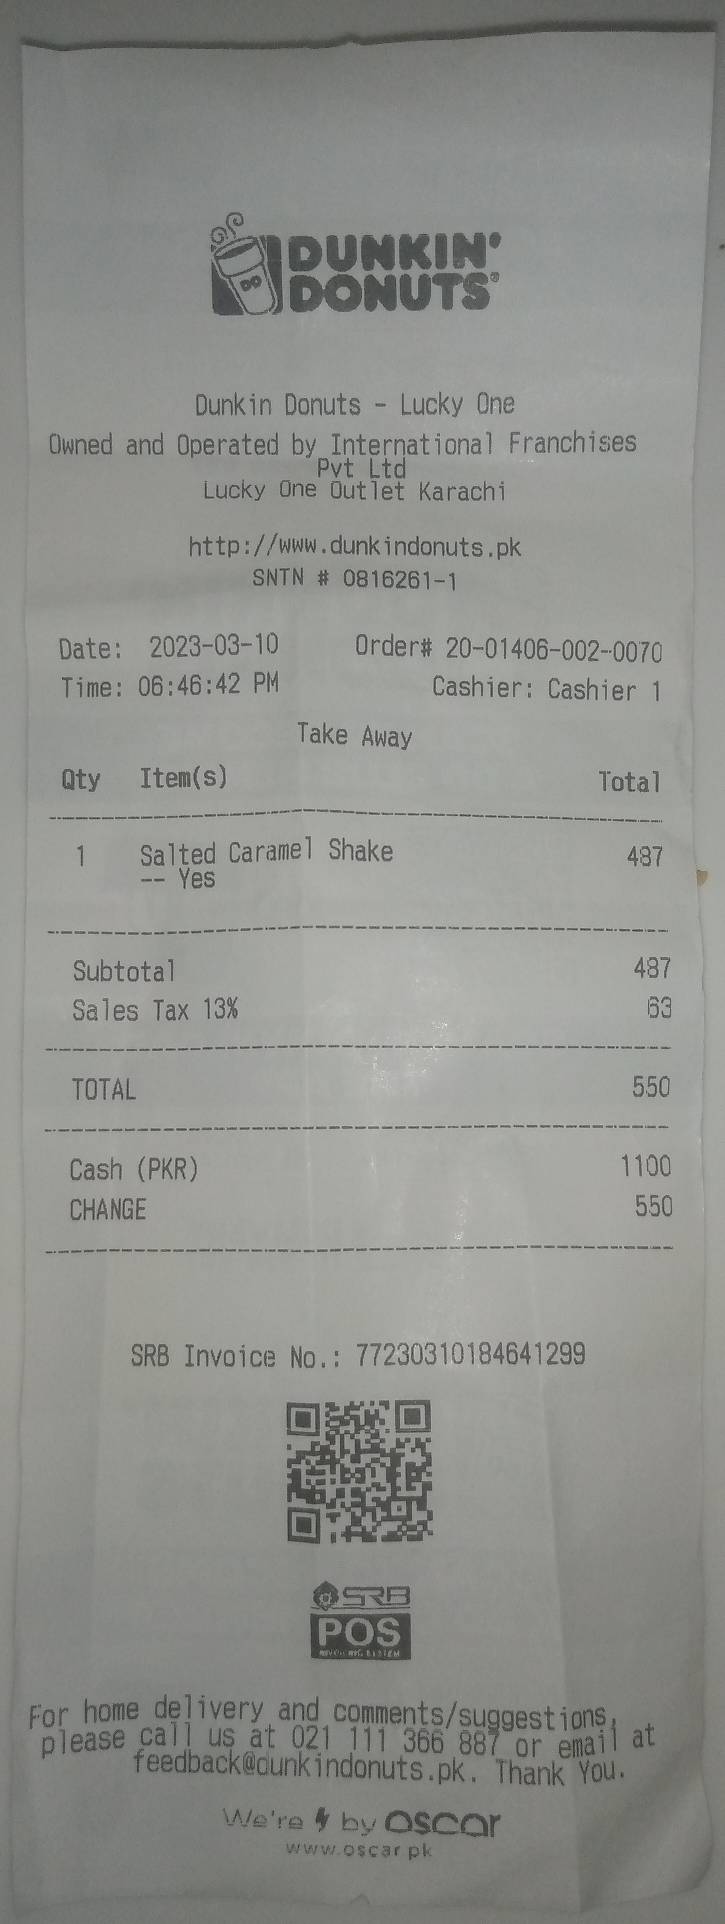 DUNKIN'
DONUTS
Dunkin Donuts - Lucky One
Owned and Operated by International Franchises
Pvt Ltd
Lucky One Outlet Karachi
http://www.dunkindonuts.pk
SNTN # 0816261-1
Date: 2023-03-10 Order# 20-01406-002-0070
Time: 06:46:42 PM Cashier: Cashier 1
Take Away
Qty Item(s) Total
1 Salted Caramel Shake 487
-- Yes
Subtotal 487
Sales Tax 13% 63
TOTAL 550
Cash (PKR) 1100
CHANGE 550
SRB Invoice No.: 77230310184641299
SRB
POS
For home delivery and comments/suggestions,
please call us at 021 111 366 887 or email at
feedback@dunkindonuts.pk. Thank You.
We're by oscar
www.oscar.pk